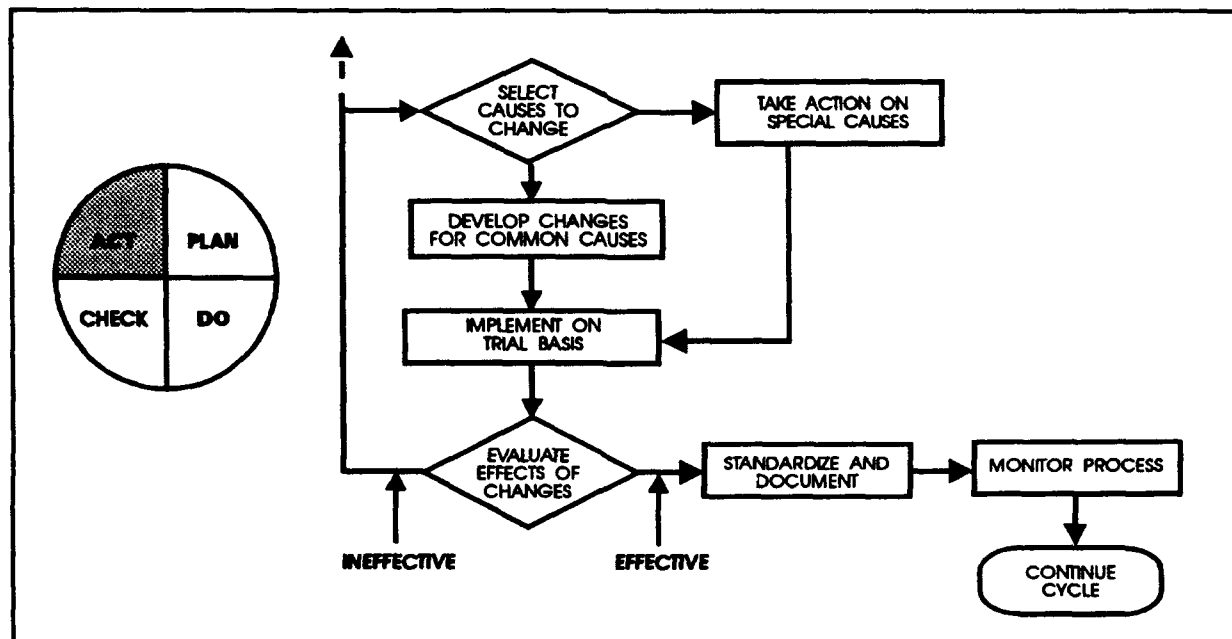 SELECT
CAUSES TO
CHANGE
TAKE ACTION ON
SPECIAL CAUSES
ACT
PLAN
CHECK
DO
DEVELOP CHANGES
FOR COMMON CAUSES
IMPLEMENT ON
TRIAL BASIS
EVALUATE
EFFECTS OF
CHANGES
STANDARDIZE AND
DOCUMENT
MONITOR PROCESS
INEFFECTIVE
EFFECTIVE
CONTINUE
CYCLE